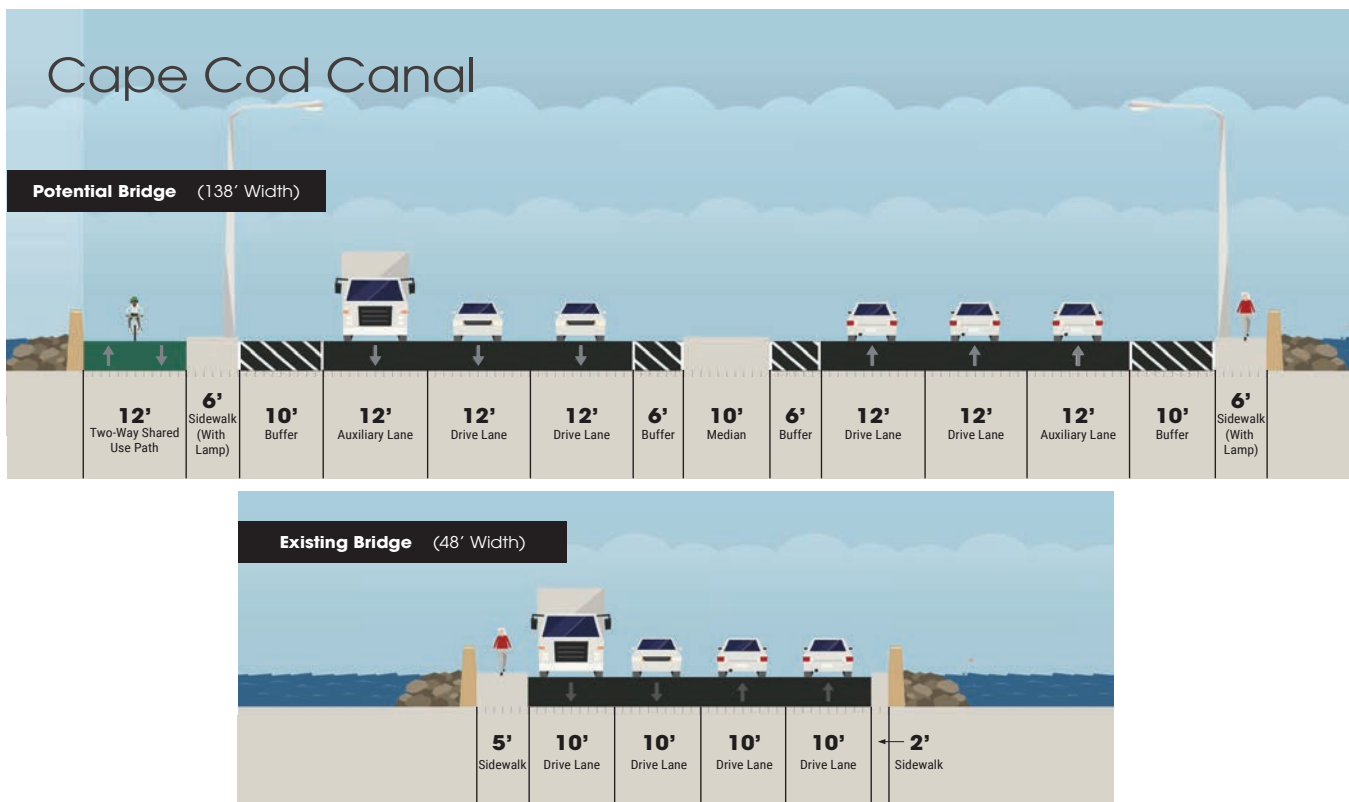 Cape Cod Canal
Potential Bridge (138’ Width)
12’
Two-Way Shared
Use Path
6’
Sidewalk
(With
Lamp)
10’
Buffer
12’
Auxiliary Lane
12’
Drive Lane
12’
Drive Lane
6’
Buffer
10’
Median
6’
Buffer
12’
Drive Lane
12’
Drive Lane
12’
Auxiliary Lane
10’
Buffer
6’
Sidewalk
(With
Lamp)
Existing Bridge (48’ Width)
5’
Sidewalk
10’
Drive Lane
10’
Drive Lane
10’
Drive Lane
10’
Drive Lane
2’
Sidewalk